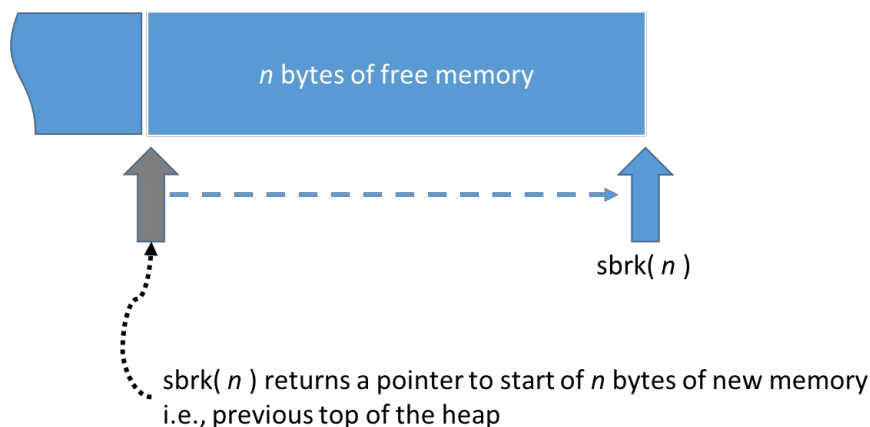 n bytes of free memory
sbrk( n )
sbrk( n ) returns a pointer to start of n bytes of new memory
i.e., previous top of the heap